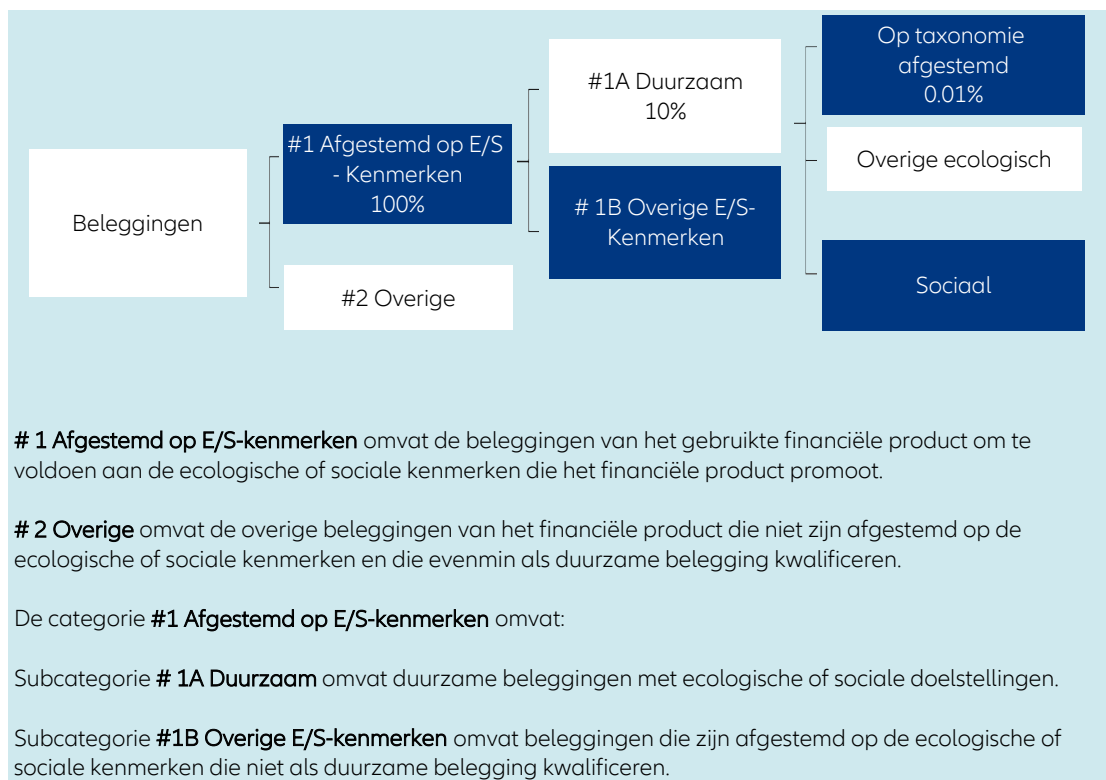 Beleggingen
#1 Afgestemd op E/S
- Kenmerken
100%
#2 Overige
#1A Duurzaam
10%
# 1B Overige E/S-
Kenmerken
Op taxonomie
afgestemd
0.01%
Overige ecologisch
Sociaal
# 1 Afgestemd op E/S-kenmerken omvat de beleggingen van het gebruikte financiële product om te
voldoen aan de ecologische of sociale kenmerken die het financiële product promoot.
# 2 Overige omvat de overige beleggingen van het financiële product die niet zijn afgestemd op de
ecologische of sociale kenmerken en die evenmin als duurzame belegging kwalificeren.
De categorie #1 Afgestemd op E/S-kenmerken omvat:
Subcategorie # 1A Duurzaam omvat duurzame beleggingen met ecologische of sociale doelstellingen.
Subcategorie #1B Overige E/S-kenmerken omvat beleggingen die zijn afgestemd op de ecologische of
sociale kenmerken die niet als duurzame belegging kwalificeren.